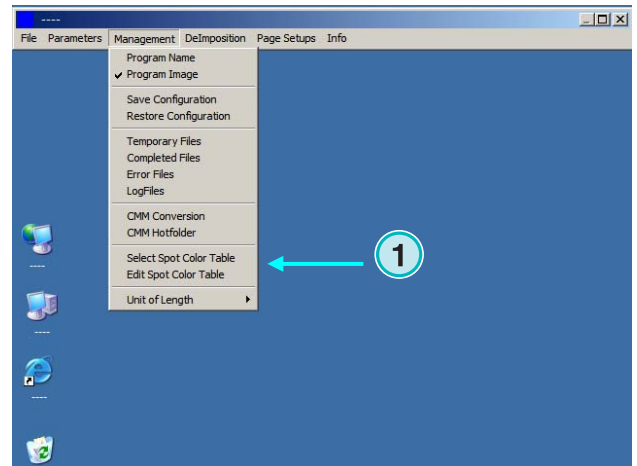 ----
File Parameters Management DeImposition Page Setups Info
Program Name
✔ Program Image
Save Configuration
Restore Configuration
Temporary Files
Completed Files
Error Files
LogFiles
CMM Conversion
CMM Hotfolder
Select Spot Color Table
Edit Spot Color Table
Unit of Length
1
----
----
----